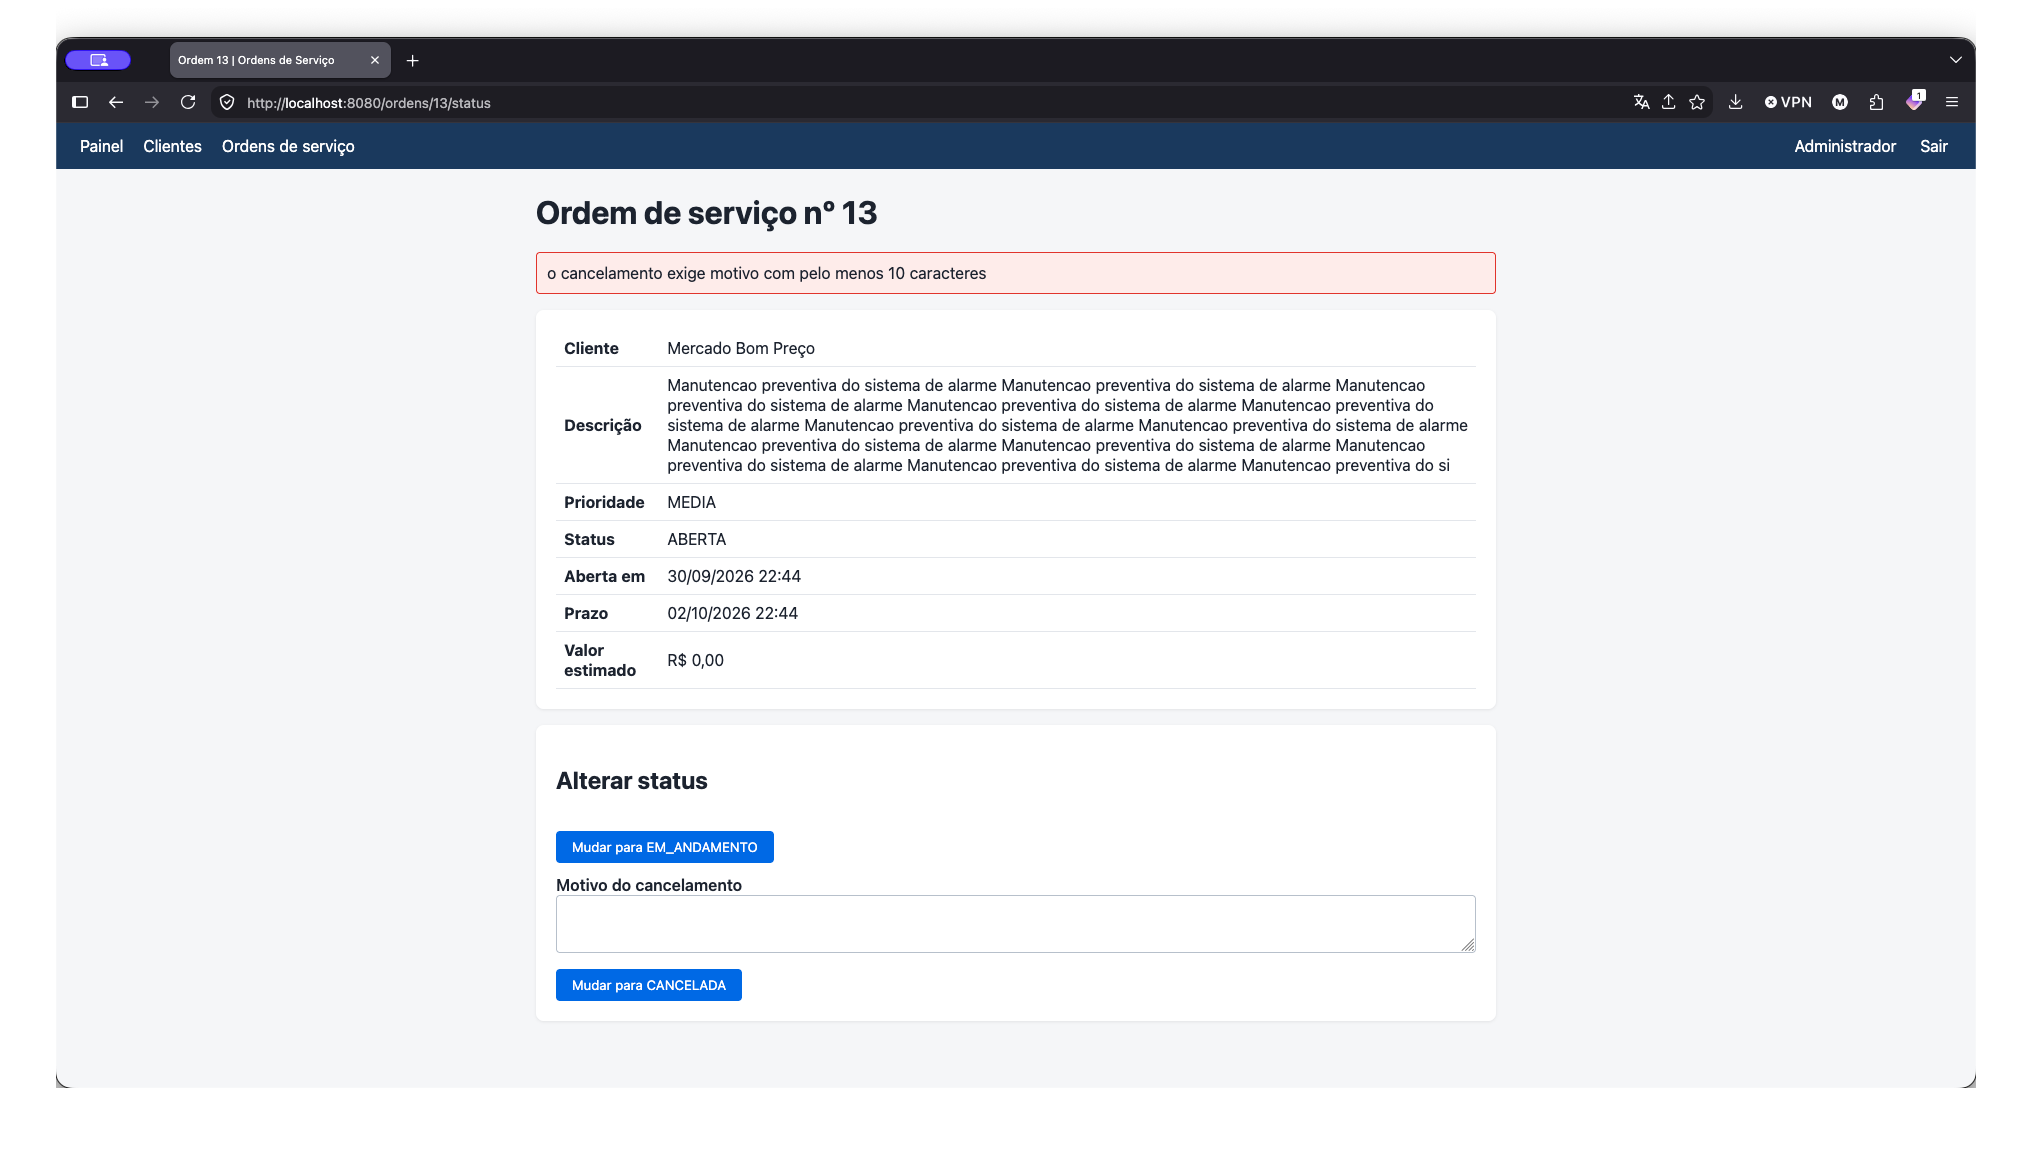 Ordem 13 | Ordens de Serviço
http://localhost:8080/ordens/13/status
VPN
M
1
Painel Clientes Ordens de serviço
Administrador Sair
Ordem de serviço nº 13
o cancelamento exige motivo com pelo menos 10 caracteres
Cliente Mercado Bom Preço
Descrição
Manutencao preventiva do sistema de alarme Manutencao preventiva do sistema de alarme Manutencao
preventiva do sistema de alarme Manutencao preventiva do sistema de alarme Manutencao preventiva do
sistema de alarme Manutencao preventiva do sistema de alarme Manutencao preventiva do sistema de alarme
Manutencao preventiva do sistema de alarme Manutencao preventiva do sistema de alarme Manutencao
preventiva do sistema de alarme Manutencao preventiva do sistema de alarme Manutencao preventiva do si
Prioridade MEDIA
Status ABERTA
Aberta em 30/09/2026 22:44
Prazo 02/10/2026 22:44
Valor
estimado
R$ 0,00
Alterar status
Mudar para EM_ANDAMENTO
Motivo do cancelamento
Mudar para CANCELADA